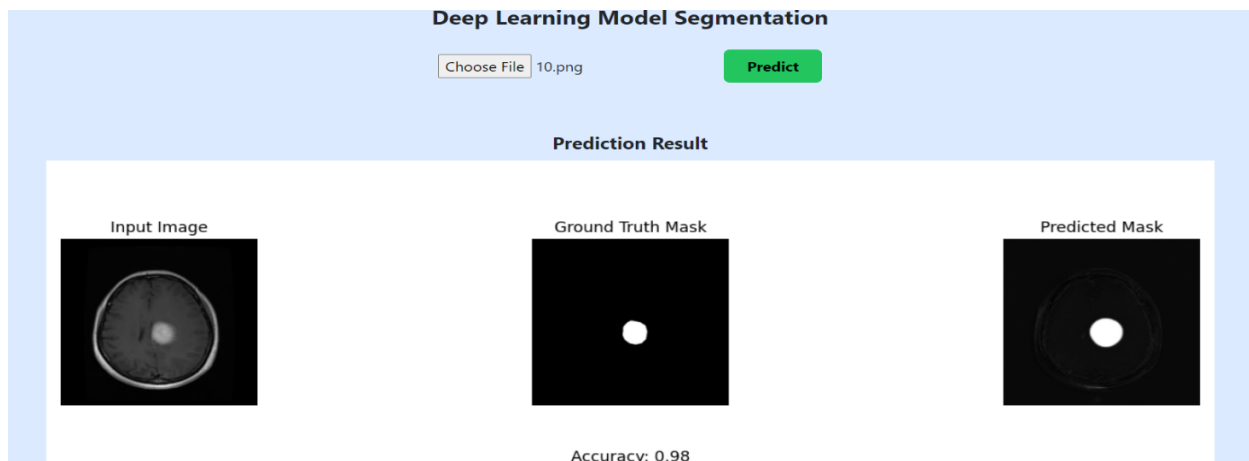 Deep Learning Model Segmentation
Choose File 10.png Predict
Prediction Result
Input Image Ground Truth Mask Predicted Mask
Accuracy: 0.98